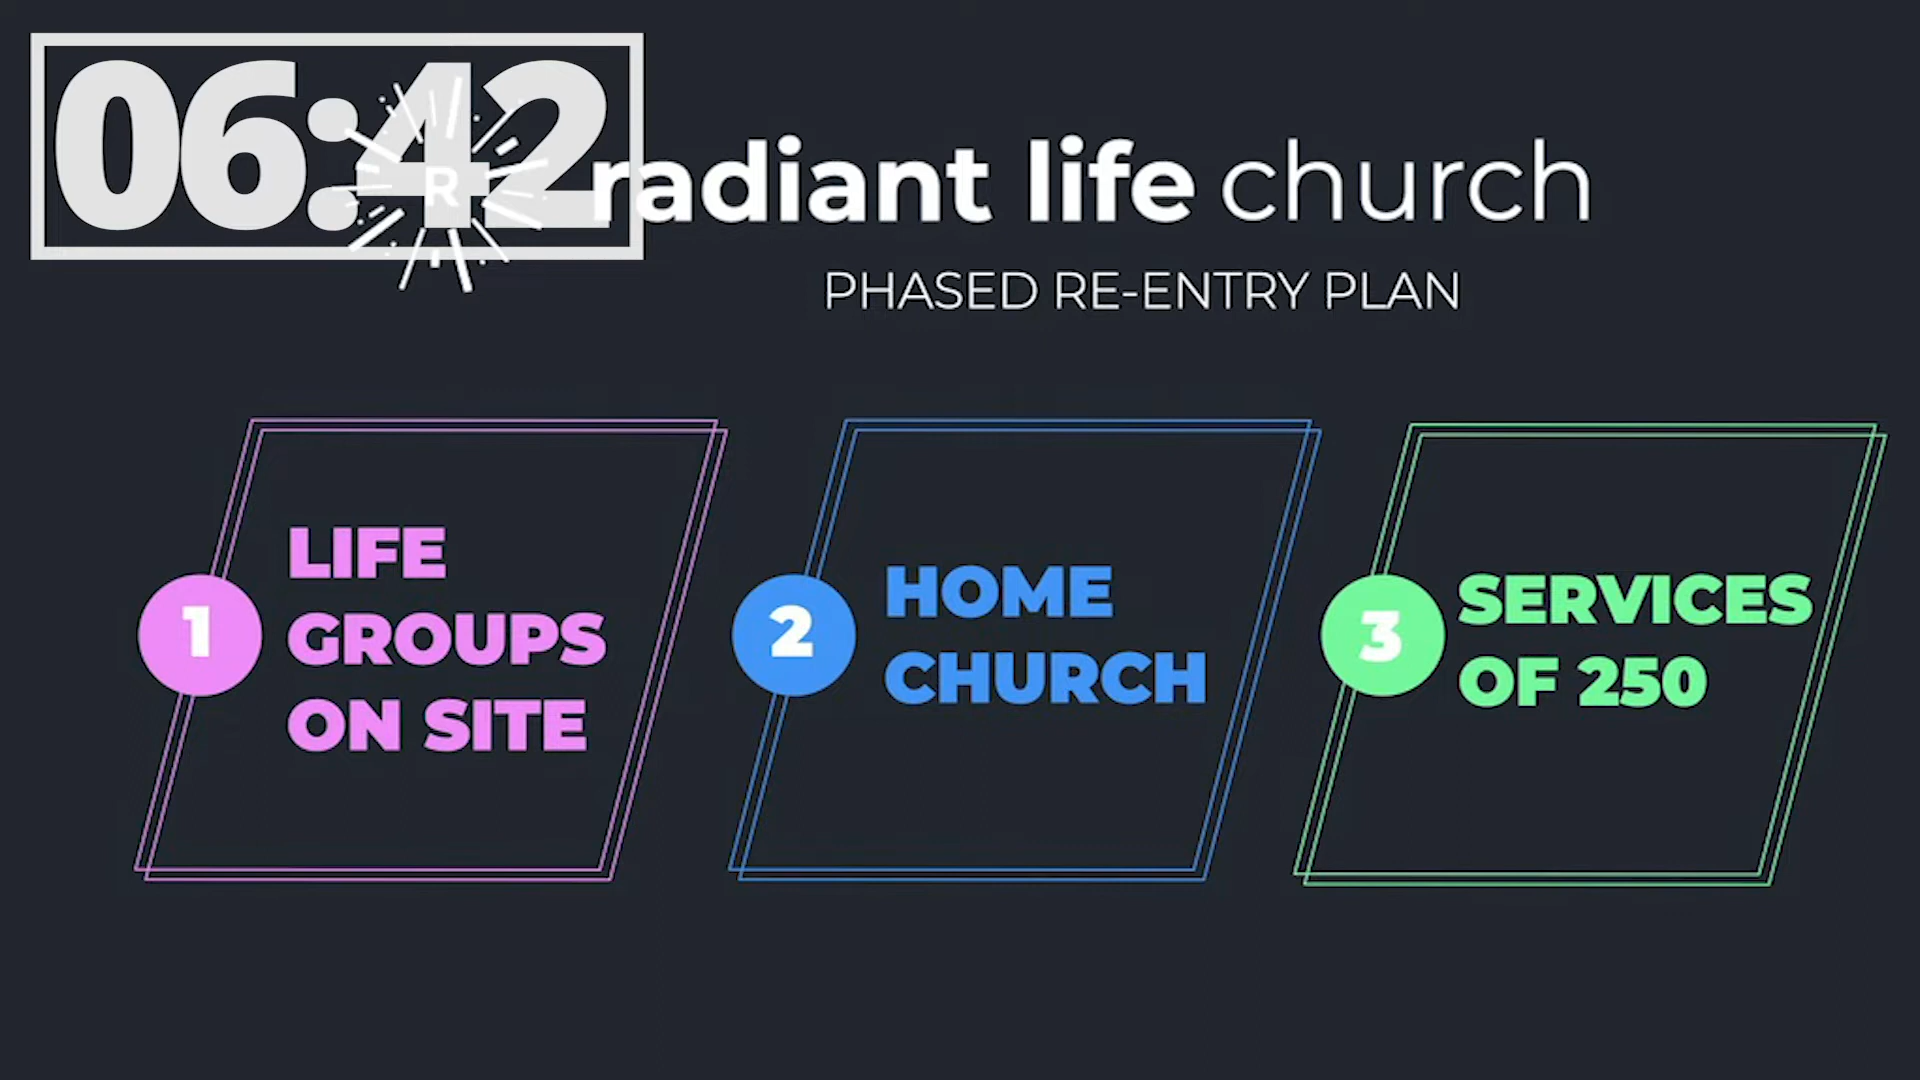 06:42
R
radiant life church
PHASED RE-ENTRY PLAN
1
LIFE
GROUPS
ON SITE
2
HOME
CHURCH
3
SERVICES
OF 250